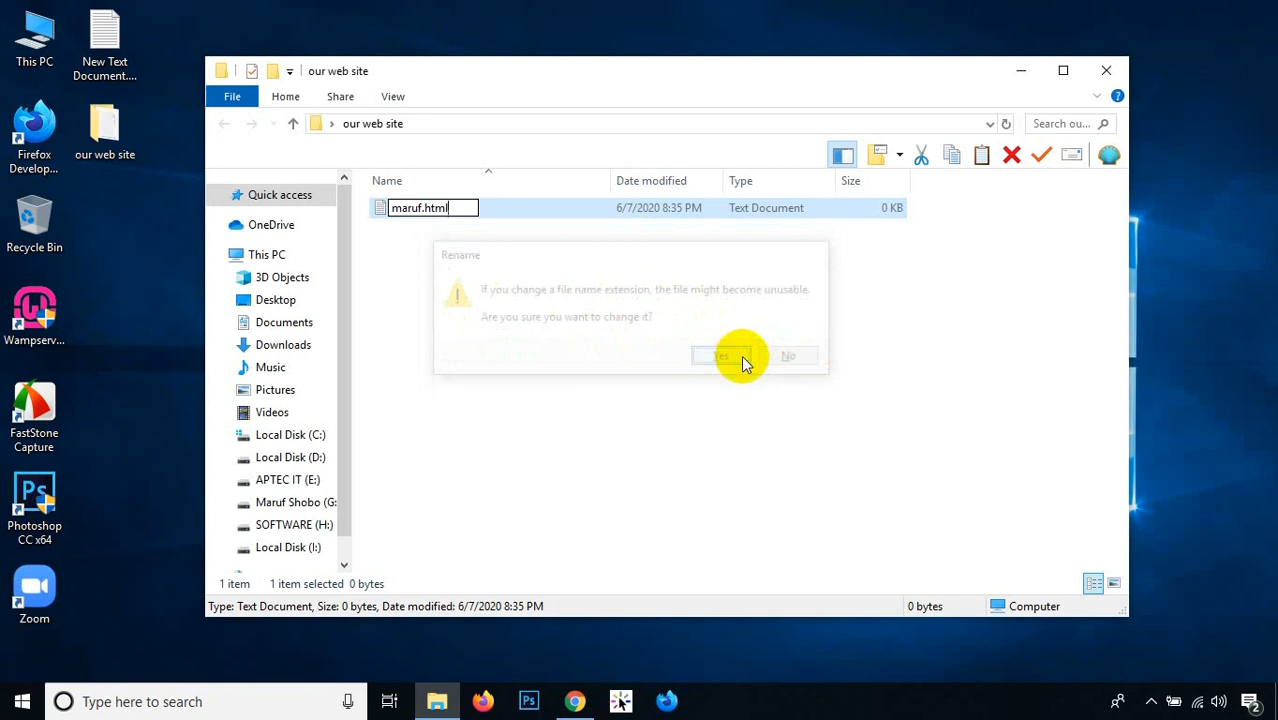 This PC
New Text
Document....
Firefox
Develop...
our web site
Recycle Bin
Wampserv...
FastStone
Capture
Photoshop
CC x64
Zoom
our web site
File
Home
Share
View
our web site
Search ou...
Name
Date modified
Type
Size
maruf.html
6/7/2020 8:35 PM
Text Document
0 KB
Quick access
OneDrive
This PC
3D Objects
Desktop
Documents
Downloads
Music
Pictures
Videos
Local Disk (C:)
Local Disk (D:)
APTEC IT (E:)
Maruf Shobo (G:
SOFTWARE (H:)
Local Disk (I:)
Rename
If you change a file name extension, the file might become unusable.
Are you sure you want to change it?
Yes
No
1 item
1 item selected
0 bytes
Type: Text Document, Size: 0 bytes, Date modified: 6/7/2020 8:35 PM
0 bytes
Computer
Type here to search
Ps
2